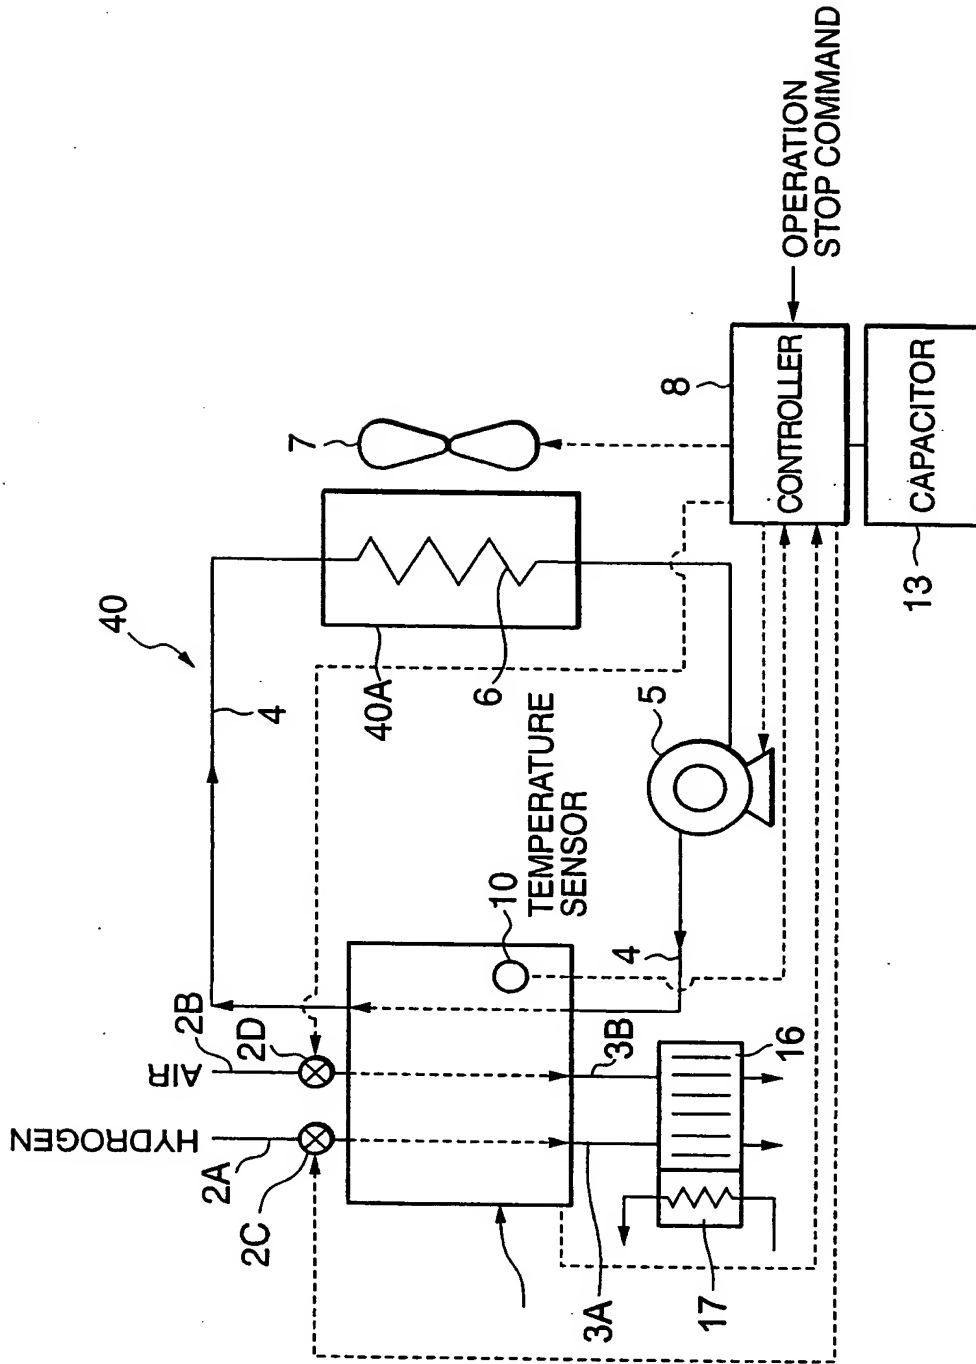 40
4
2B
AIR
HYDROGEN
2A
2C
2D
7
40A
6
10
TEMPERATURE
SENSOR
5
4
3B
3A
16
17
8
CONTROLLER
OPERATION
STOP COMMAND
CAPACITOR
13